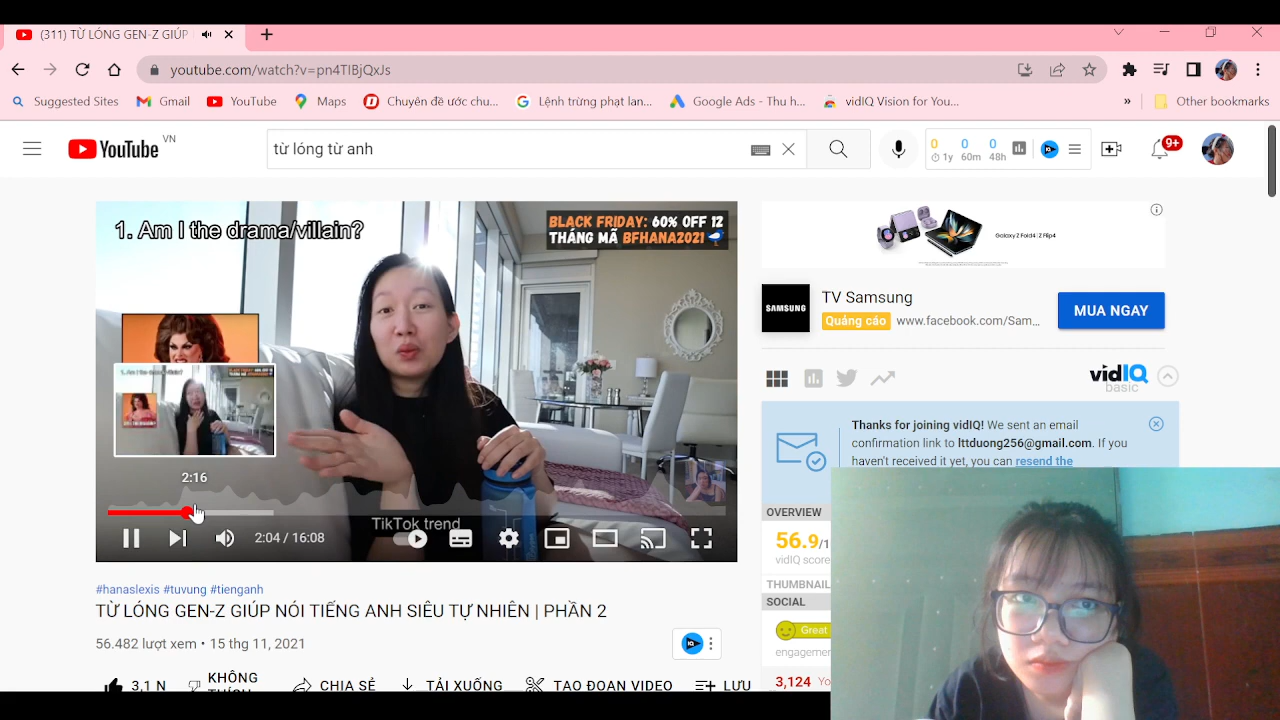 (311) TỪ LÓNG GEN-Z GIÚP
youtube.com/watch?v=pn4TIBjQxJs
Suggested Sites
Gmail
YouTube
Maps
Chuyên đề ước chu...
Lệnh trừng phạt lan...
Google Ads - Thu h...
vidIQ Vision for You...
»
Other bookmarks
YouTube VN
từ lóng từ anh
0 0 0
1y 60m 48h
9+
1. Am I the drama/villain?
BLACK FRIDAY: 60% OFF 12
THÁNG MÃ BFHANA2021
2:16
TikTok trend
2:04 / 16:08
#hanaslexis #tuvung #tienganh
TỪ LÓNG GEN-Z GIÚP NÓI TIẾNG ANH SIÊU TỰ NHIÊN | PHẦN 2
56.482 lượt xem • 15 thg 11, 2021
3,1 N
KHÔNG
THÍCH
CHIA SẺ
TẢI XUỐNG
TẠO ĐOẠN VIDEO
LƯU
Galaxy Z Fold4 | Z Flip4
SAMSUNG
TV Samsung
Quảng cáo www.facebook.com/Sam...
MUA NGAY
vidIQ
basic
Thanks for joining vidIQ! We sent an email
confirmation link to lttduong256@gmail.com. If you
haven't received it yet, you can resend the
OVERVIEW
56.9/1
vidIQ score
THUMBNAIL
SOCIAL
Great
engagemen
3,124 Yo